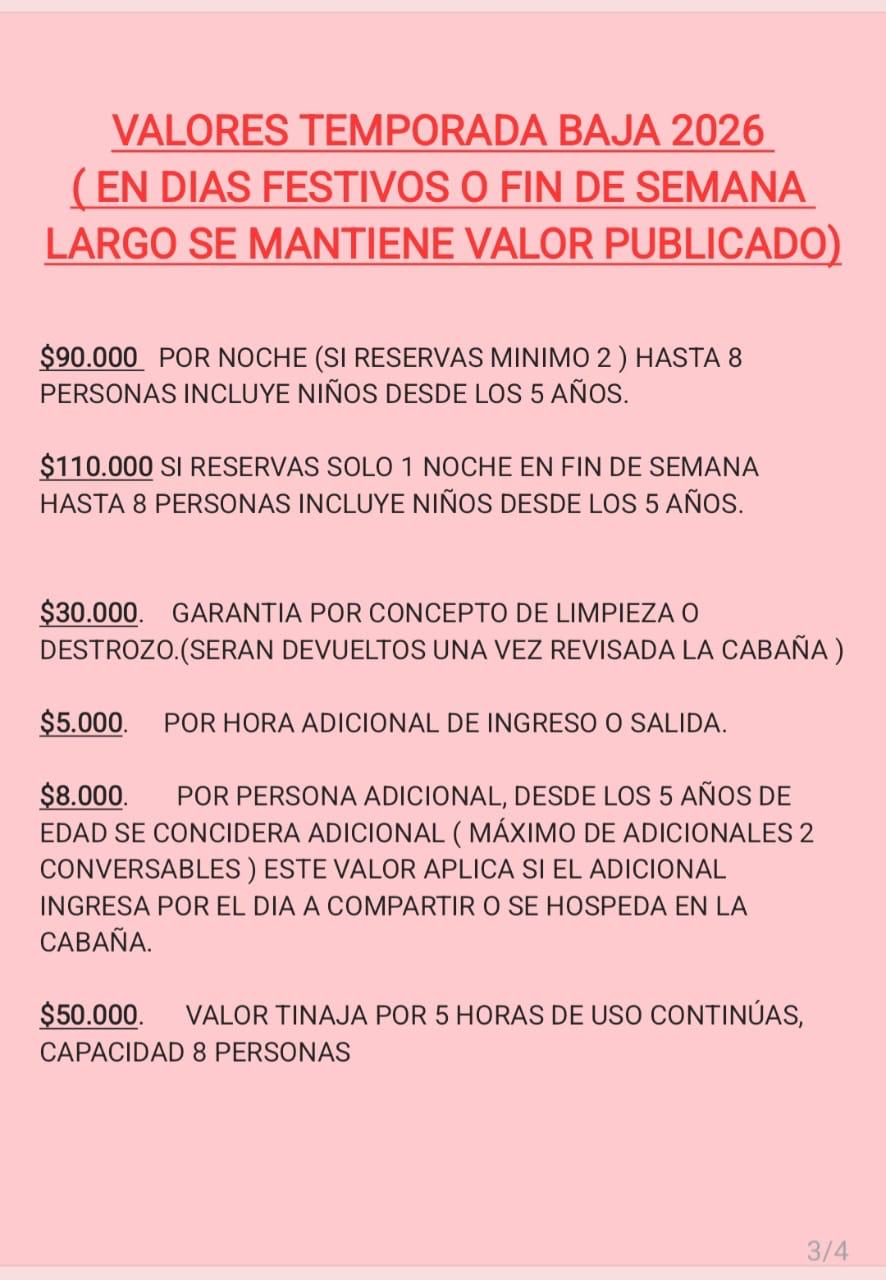 VALORES TEMPORADA BAJA 2026
( EN DIAS FESTIVOS O FIN DE SEMANA
LARGO SE MANTIENE VALOR PUBLICADO)
$90.000 POR NOCHE (SI RESERVAS MINIMO 2 ) HASTA 8
PERSONAS INCLUYE NIÑOS DESDE LOS 5 AÑOS.
$110.000 SI RESERVAS SOLO 1 NOCHE EN FIN DE SEMANA
HASTA 8 PERSONAS INCLUYE NIÑOS DESDE LOS 5 AÑOS.
$30.000. GARANTIA POR CONCEPTO DE LIMPIEZA O
DESTROZO.(SERAN DEVUELTOS UNA VEZ REVISADA LA CABAÑA )
$5.000. POR HORA ADICIONAL DE INGRESO O SALIDA.
$8.000. POR PERSONA ADICIONAL, DESDE LOS 5 AÑOS DE
EDAD SE CONCIDERA ADICIONAL ( MÁXIMO DE ADICIONALES 2
CONVERSABLES ) ESTE VALOR APLICA SI EL ADICIONAL
INGRESA POR EL DIA A COMPARTIR O SE HOSPEDA EN LA
CABAÑA.
$50.000. VALOR TINAJA POR 5 HORAS DE USO CONTINÚAS,
CAPACIDAD 8 PERSONAS
3/4